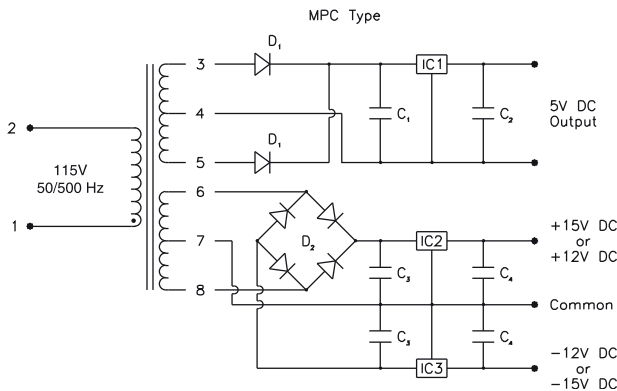 MPC Type
D₁
3
IC1
4
C₁
C₂
5V DC
Output
2
D₁
5
115V
50/500 Hz
6
1
D₂
7
IC2
+15V DC
or
+12V DC
C₃
C₄
8
Common
C₃
C₄
IC3
−12V DC
or
−15V DC